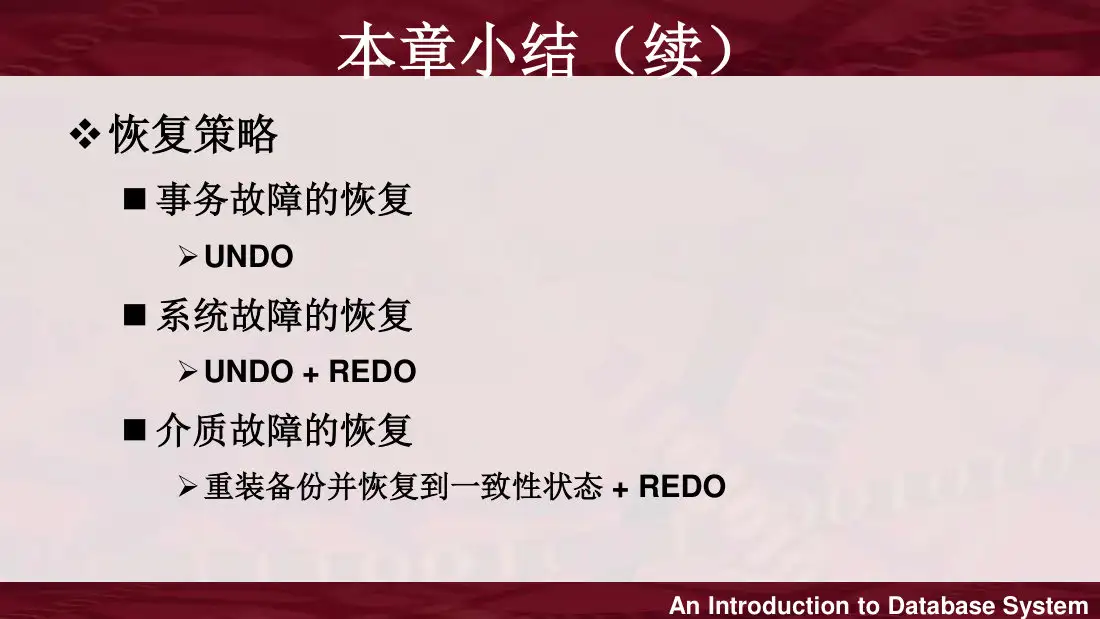 本章小结（续）
恢复策略
事务故障的恢复
UNDO
系统故障的恢复
UNDO + REDO
介质故障的恢复
重装备份并恢复到一致性状态 + REDO
An Introduction to Database System